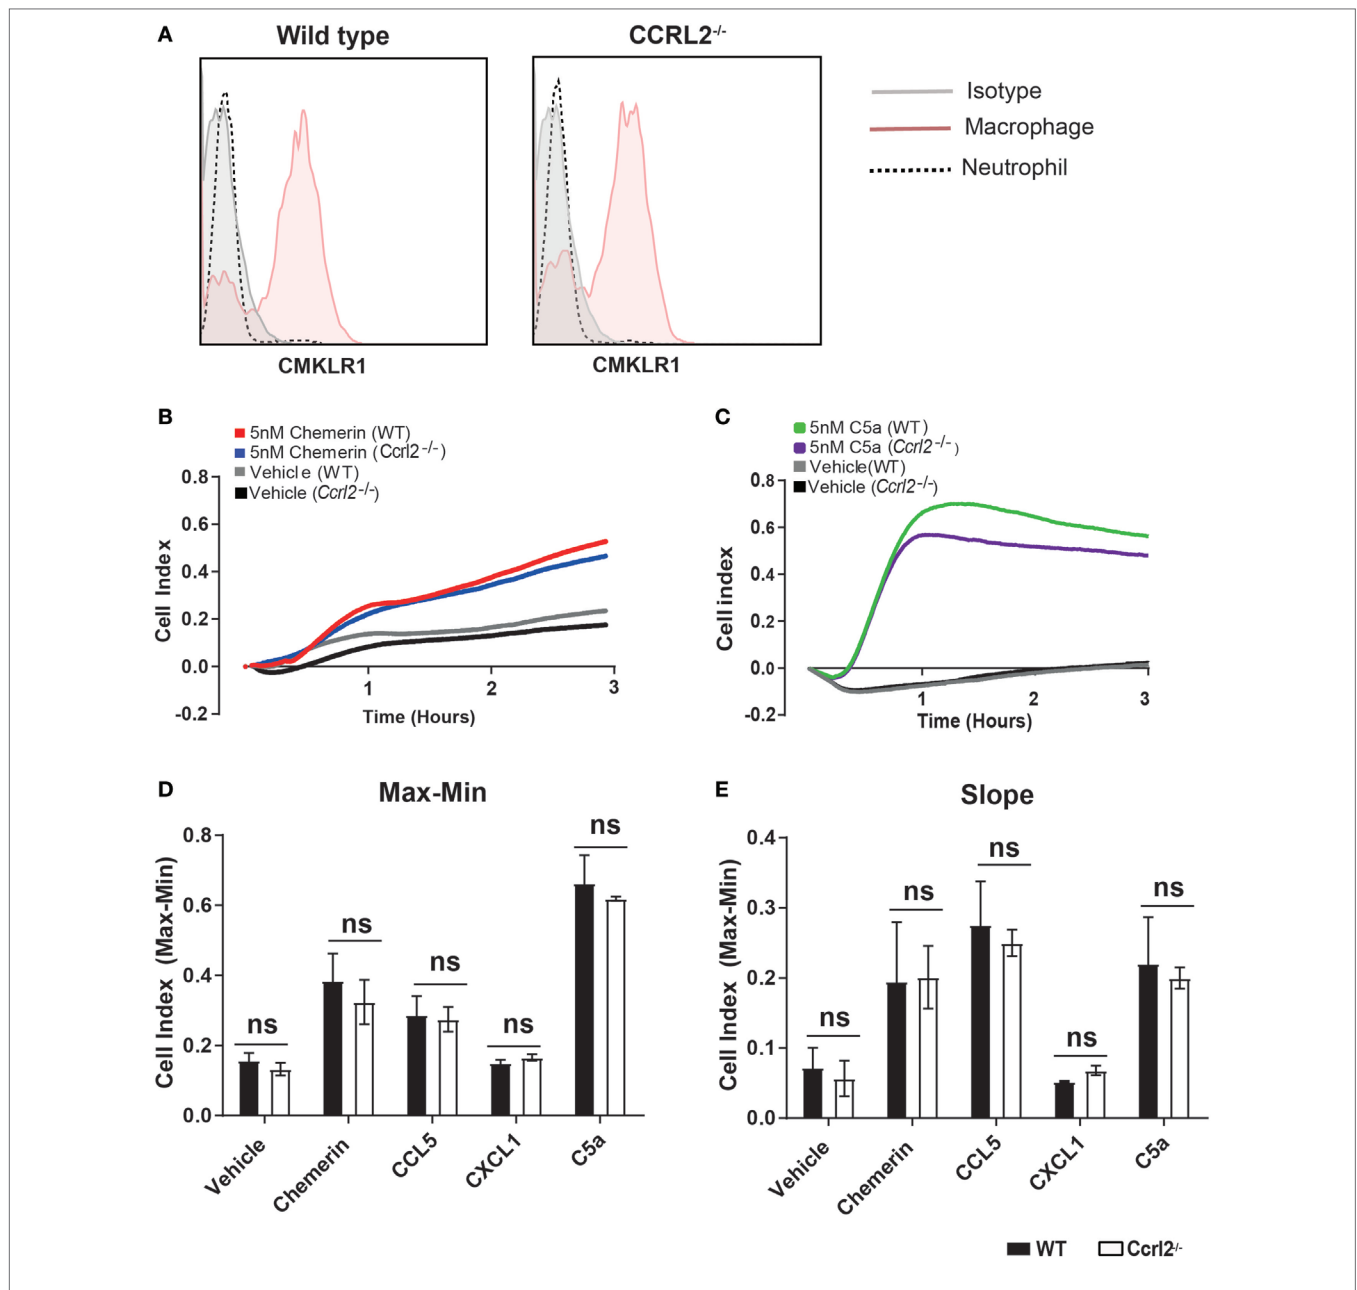 A
Wild type
CCRL2-/-
Isotype
Macrophage
Neutrophil
CMKLR1
CMKLR1
B
5nM Chemerin (WT)
5nM Chemerin (Ccrl2-/-)
Vehicle (WT)
Vehicle (Ccrl2-/-)
0.8
0.6
0.4
0.2
0.0
-0.2
Cell Index
1
2
3
Time (Hours)
C
5nM C5a (WT)
5nM C5a (Ccrl2-/-)
Vehicle(WT)
Vehicle (Ccrl2-/-)
0.8
0.6
0.4
0.2
0.0
-0.2
Cell index
1
2
3
Time (Hours)
D
Max-Min
0.8
0.6
0.4
0.2
0.0
Cell Index (Max-Min)
ns
ns
ns
ns
ns
Vehicle
Chemerin
CCL5
CXCL1
C5a
E
Slope
0.4
0.3
0.2
0.1
0.0
Cell Index (Max-Min)
ns
ns
ns
ns
ns
Vehicle
Chemerin
CCL5
CXCL1
C5a
WT
Ccrl2-/-